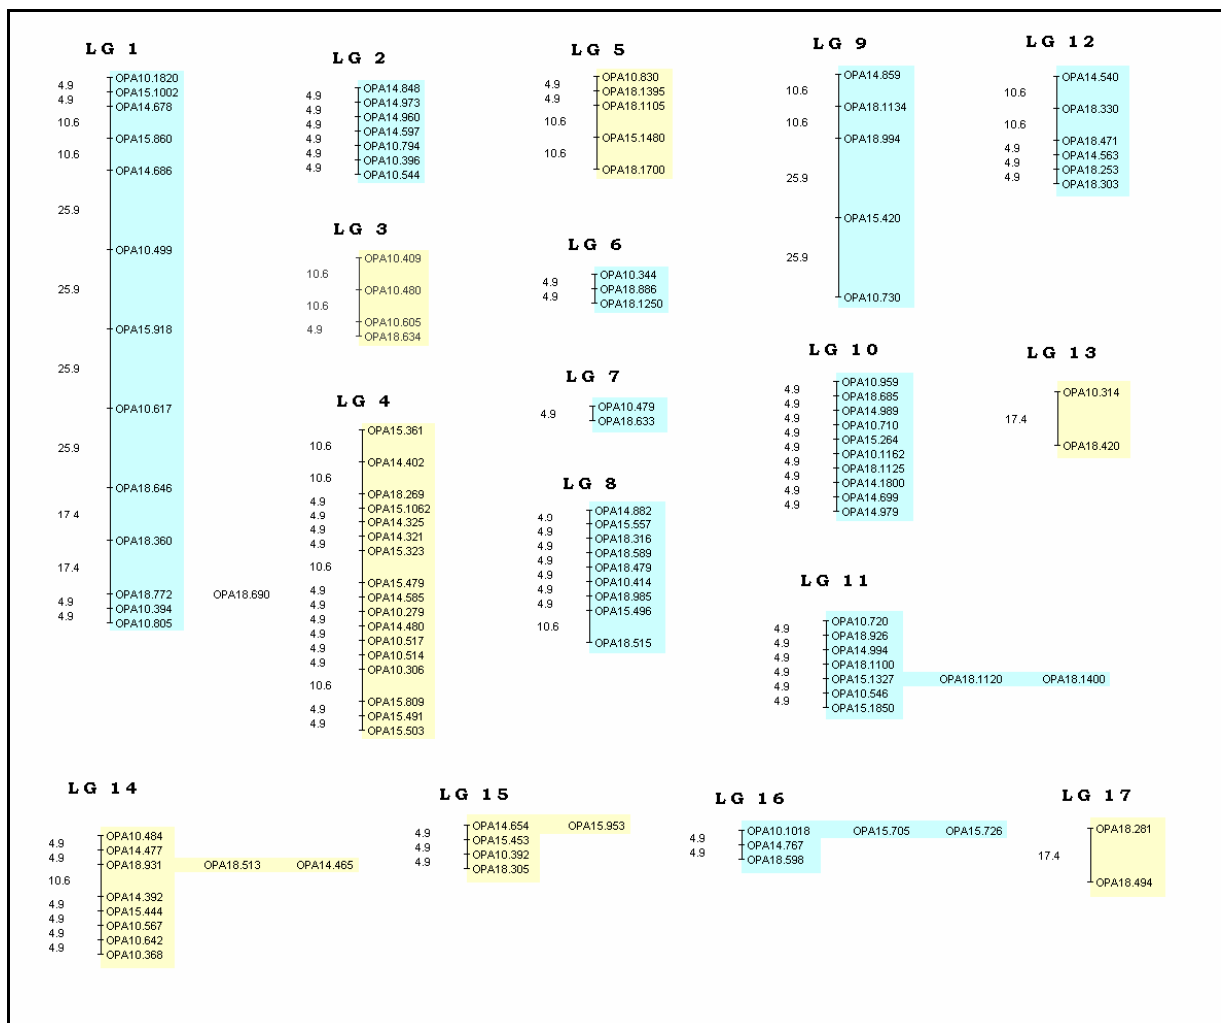 LG 1
OPA10.1820
4.9
OPA15.1002
4.9
OPA14.678
10.6
OPA15.860
10.6
OPA14.686
25.9
OPA10.499
25.9
OPA15.918
25.9
OPA10.617
25.9
OPA18.646
17.4
OPA18.360
17.4
OPA18.772 OPA18.690
4.9
OPA10.394
4.9
OPA10.805
LG 2
OPA14.848
4.9
OPA14.973
4.9
OPA14.960
4.9
OPA14.597
4.9
OPA10.794
4.9
OPA10.396
4.9
OPA10.544
LG 3
OPA10.409
10.6
OPA10.480
10.6
OPA10.605
4.9
OPA18.634
LG 4
OPA15.361
10.6
OPA14.402
10.6
OPA18.269
4.9
OPA15.1062
4.9
OPA14.325
4.9
OPA14.321
4.9
OPA15.323
10.6
OPA15.479
4.9
OPA14.585
4.9
OPA10.279
4.9
OPA14.480
4.9
OPA10.517
4.9
OPA10.514
4.9
OPA10.306
10.6
OPA15.809
4.9
OPA15.491
4.9
OPA15.503
LG 5
OPA10.830
4.9
OPA18.1395
4.9
OPA18.1105
10.6
OPA15.1480
10.6
OPA18.1700
LG 6
OPA10.344
4.9
OPA18.886
4.9
OPA18.1250
LG 7
OPA10.479
4.9
OPA18.633
LG 8
OPA14.882
4.9
OPA15.557
4.9
OPA18.316
4.9
OPA18.589
4.9
OPA18.479
4.9
OPA10.414
4.9
OPA18.985
4.9
OPA15.496
10.6
OPA18.515
LG 9
OPA14.859
10.6
OPA18.1134
10.6
OPA18.994
25.9
OPA15.420
25.9
OPA10.730
LG 10
OPA10.959
4.9
OPA18.685
4.9
OPA14.989
4.9
OPA10.710
4.9
OPA15.264
4.9
OPA10.1162
4.9
OPA18.1125
4.9
OPA14.1800
4.9
OPA14.699
4.9
OPA14.979
LG 11
OPA10.720
4.9
OPA18.926
4.9
OPA14.994
4.9
OPA18.1100
4.9
OPA15.1327 OPA18.1120 OPA18.1400
4.9
OPA10.546
4.9
OPA15.1850
LG 12
OPA14.540
10.6
OPA18.330
10.6
OPA18.471
4.9
OPA14.563
4.9
OPA18.253
4.9
OPA18.303
LG 13
OPA10.314
17.4
OPA18.420
LG 14
OPA10.484
4.9
OPA14.477
4.9
OPA18.931 OPA18.513 OPA14.465
10.6
OPA14.392
4.9
OPA15.444
4.9
OPA10.567
4.9
OPA10.642
4.9
OPA10.368
LG 15
OPA14.654 OPA15.953
4.9
OPA15.453
4.9
OPA10.392
4.9
OPA18.305
LG 16
OPA10.1018 OPA15.705 OPA15.726
4.9
OPA14.767
4.9
OPA18.598
LG 17
OPA18.281
17.4
OPA18.494